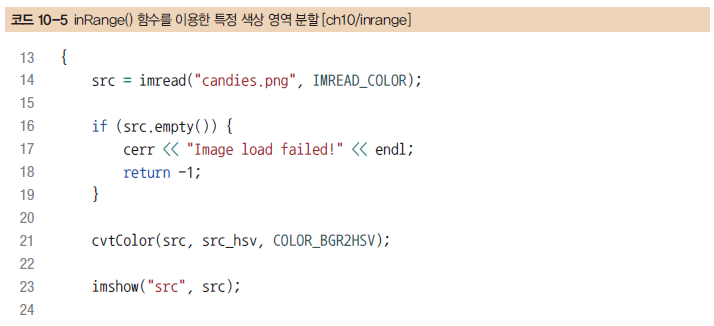 코드 10-5 inRange() 함수를 이용한 특정 색상 영역 분할 [ch10/inrange]
13 {
14 src = imread("candies.png", IMREAD_COLOR);
15
16 if (src.empty()) {
17 cerr << "Image load failed!" << endl;
18 return -1;
19 }
20
21 cvtColor(src, src_hsv, COLOR_BGR2HSV);
22
23 imshow("src", src);
24